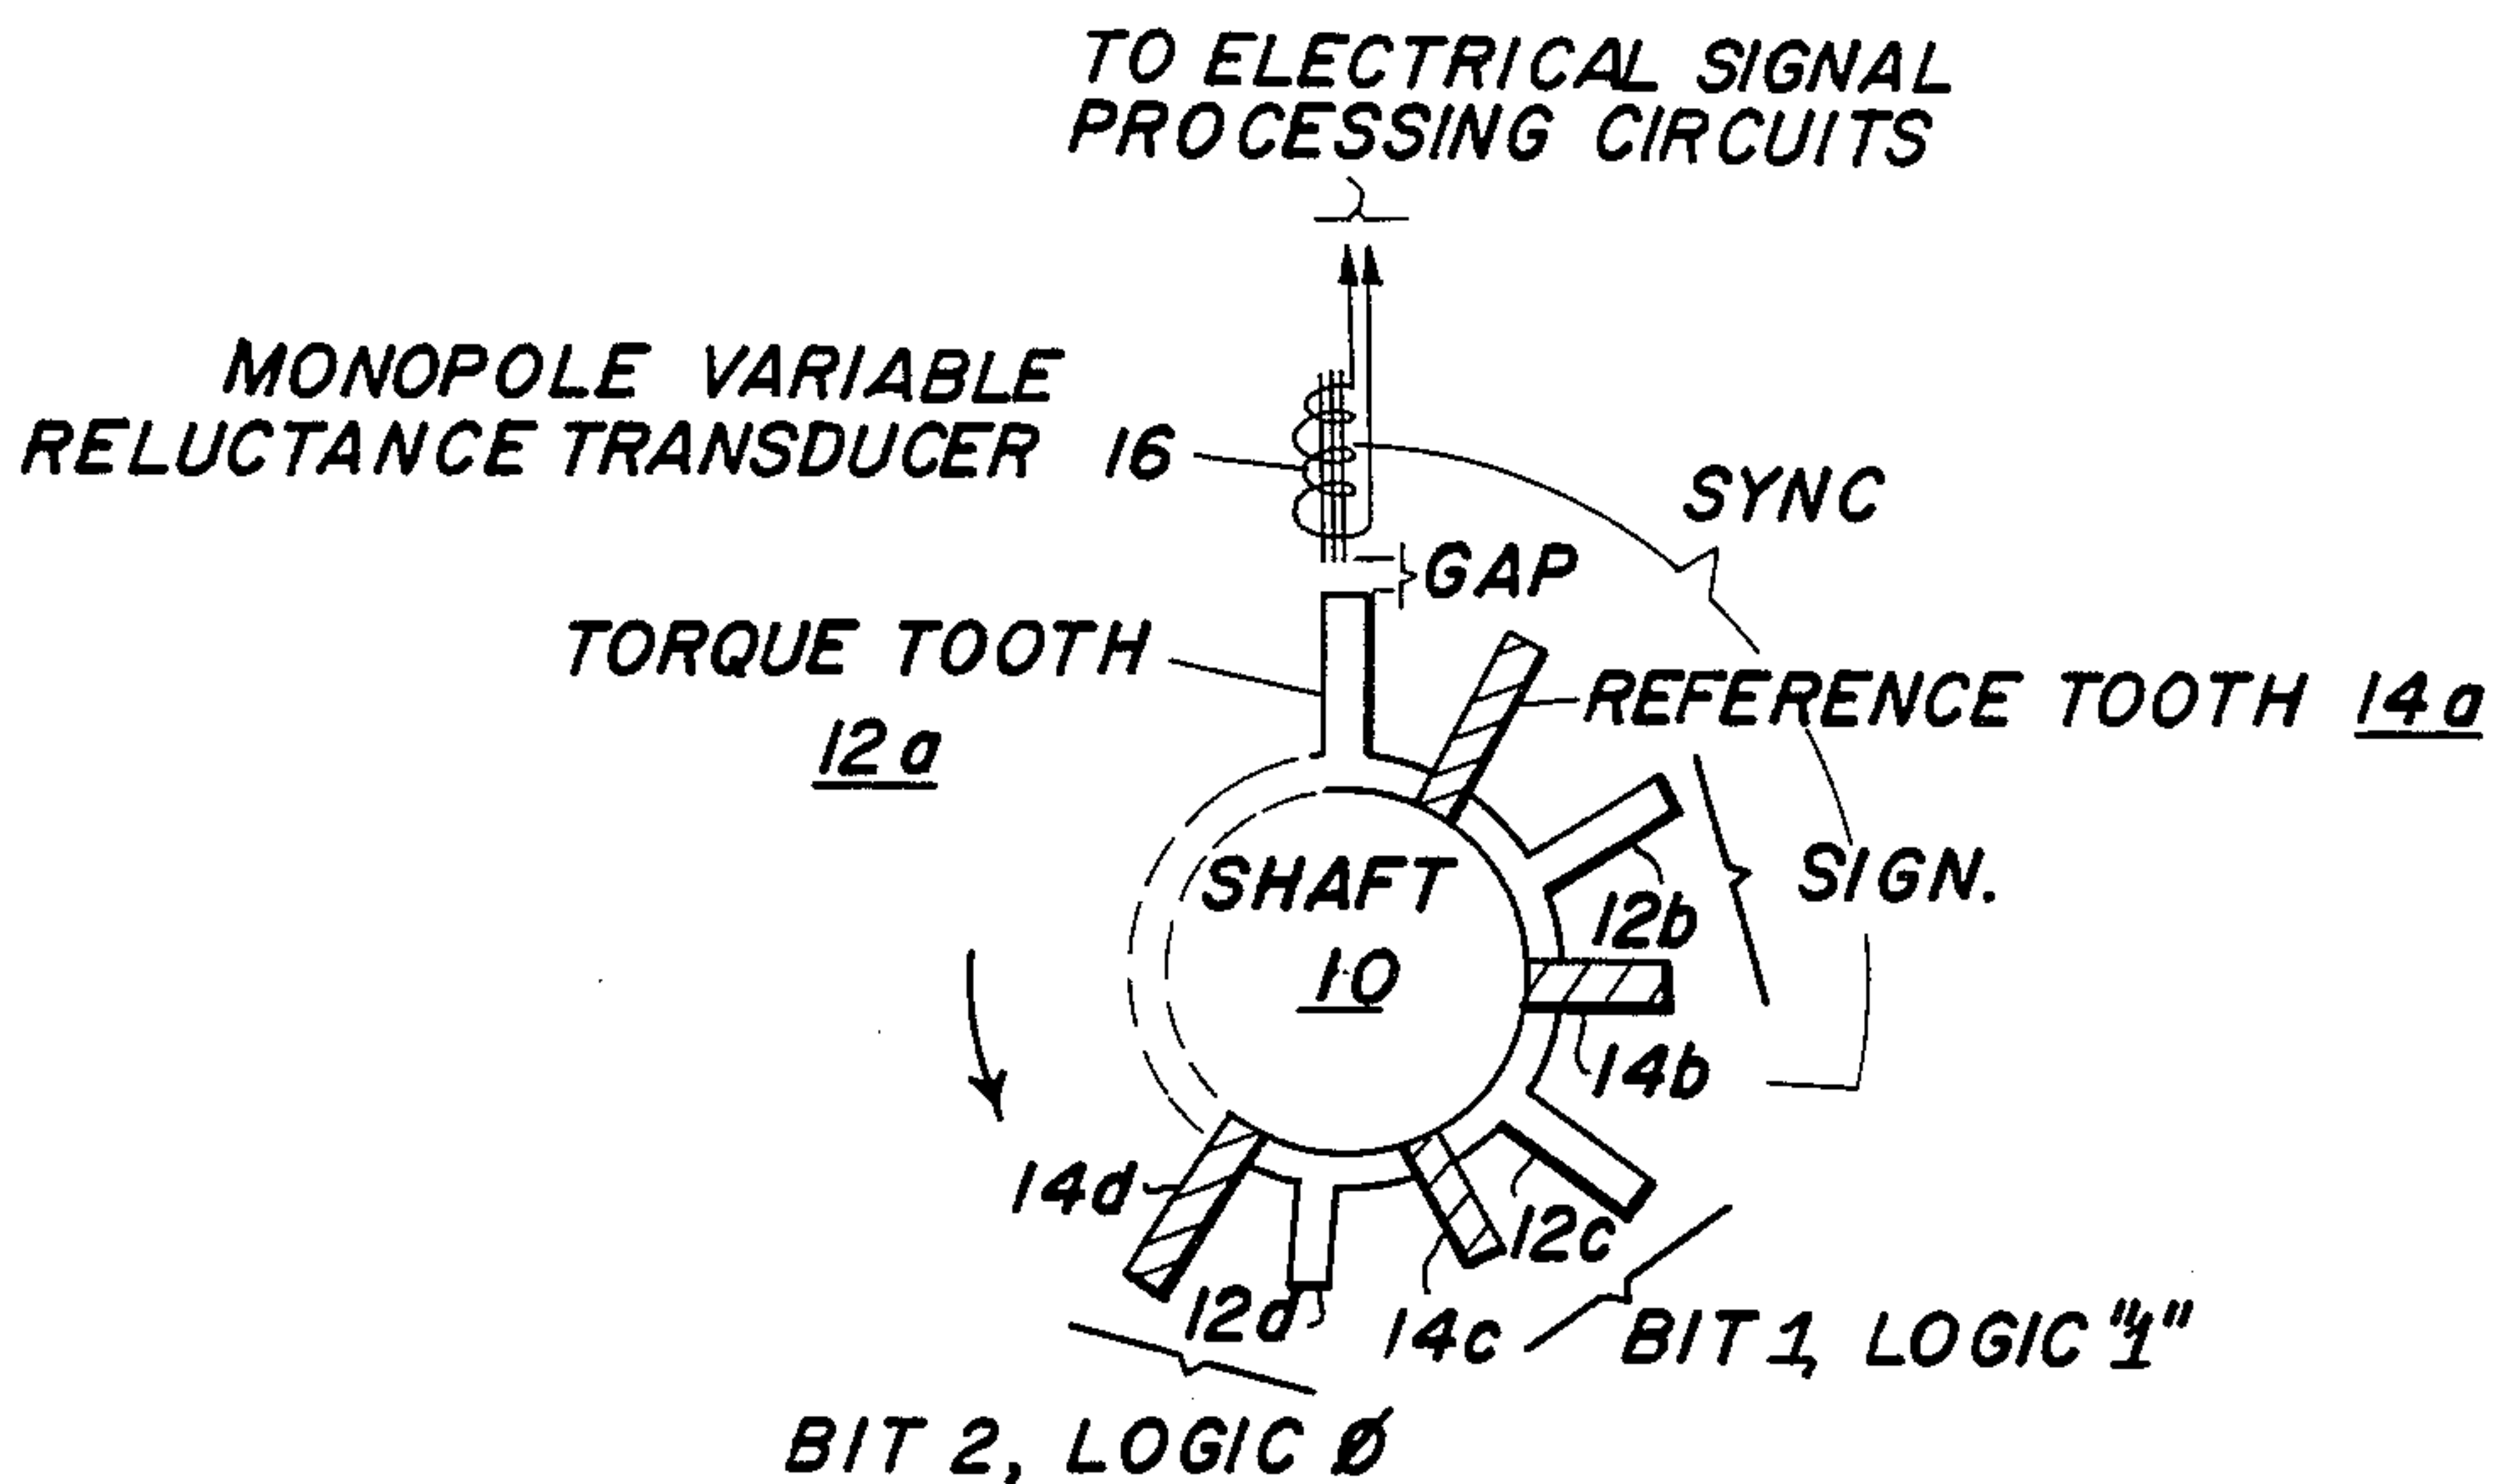 TO ELECTRICAL SIGNAL
PROCESSING CIRCUITS
MONOPOLE VARIABLE
RELUCTANCE TRANSDUCER 16
SYNC
GAP
TORQUE TOOTH
12a
REFERENCE TOOTH 14a
SHAFT
10
12b
SIGN.
14b
14d
12c
12d
14c
BIT 1, LOGIC "1"
BIT 2, LOGIC Ø